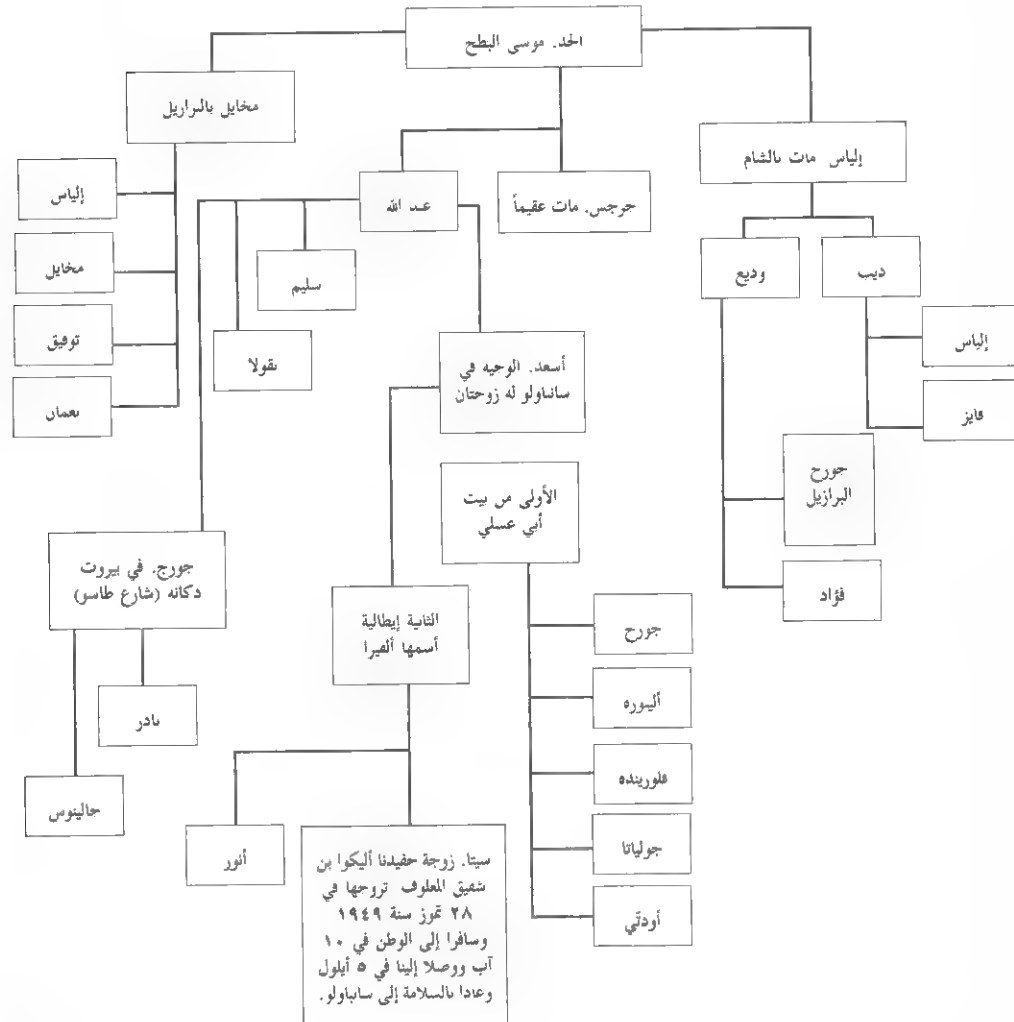 الجد. موسى البطح
مخايل بالبرازيل
إلياس مات بالشام
إلياس
عبد الله
جرجس. مات عقيماً
وديع
ديب
مخايل
سليم
توفيق
نقولا
أسعد. الوجيه في
سانباولو له زوجتان
إلياس
نعمان
فايز
الأولى من بيت
أبي عسلي
جورج
البرازيل
جورج. في بيروت
دكانه (شارع طاسو)
الثانية إيطالية
أسمها ألفيرا
فؤاد
جورج
نادر
أليوره
فلورينده
جالينوس
أنور
جولياتا
سيتا. زوجة حفيدنا أليكوا بن
شفيق المعلوف تزوجها في
٢٨ تموز سنة ١٩٤٩
وسافرا إلى الوطن في ١٠
آب ووصلا إلينا في ٥ أيلول
وعادا بالسلامة إلى سانباولو.
أودتّي